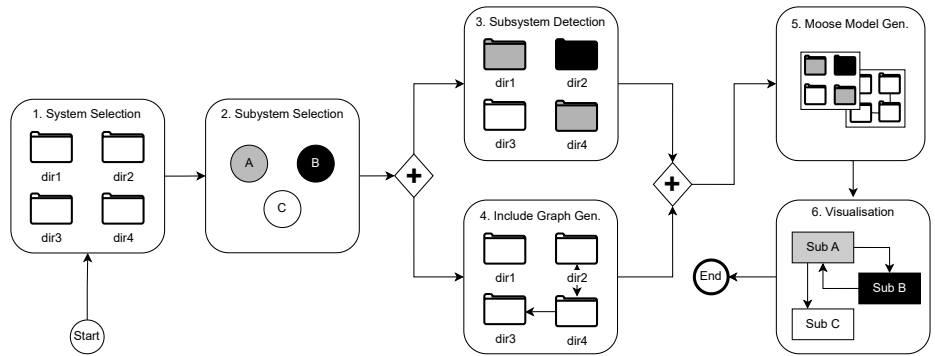 1. System Selection
dir1
dir2
dir3
dir4
Start
2. Subystem Selection
A
B
C
3. Subsystem Detection
dir1
dir2
dir3
dir4
4. Include Graph Gen.
dir1
dir2
dir3
dir4
5. Moose Model Gen.
6. Visualisation
Sub A
Sub B
Sub C
End